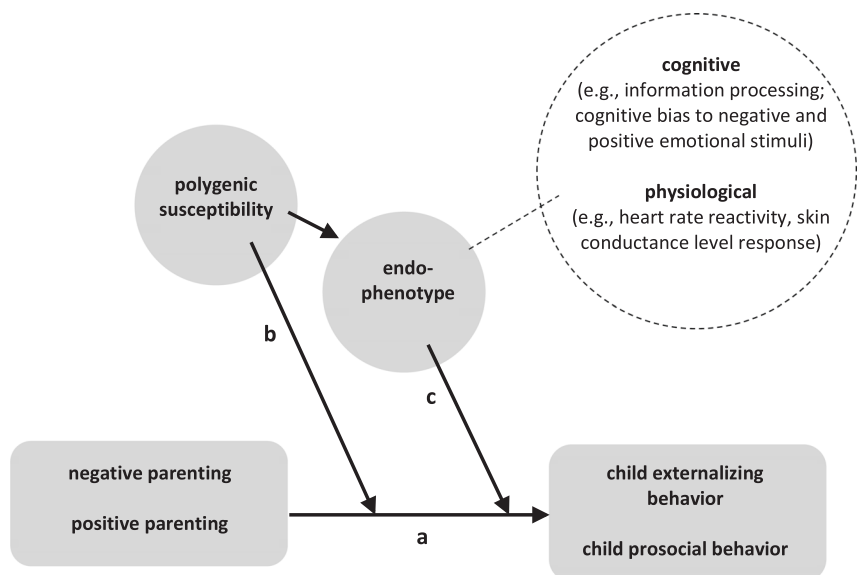 cognitive
(e.g., information processing;
cognitive bias to negative and
positive emotional stimuli)
physiological
(e.g., heart rate reactivity, skin
conductance level response)
polygenic
susceptibility
endo-
phenotype
b
c
negative parenting
positive parenting
a
child externalizing
behavior
child prosocial behavior